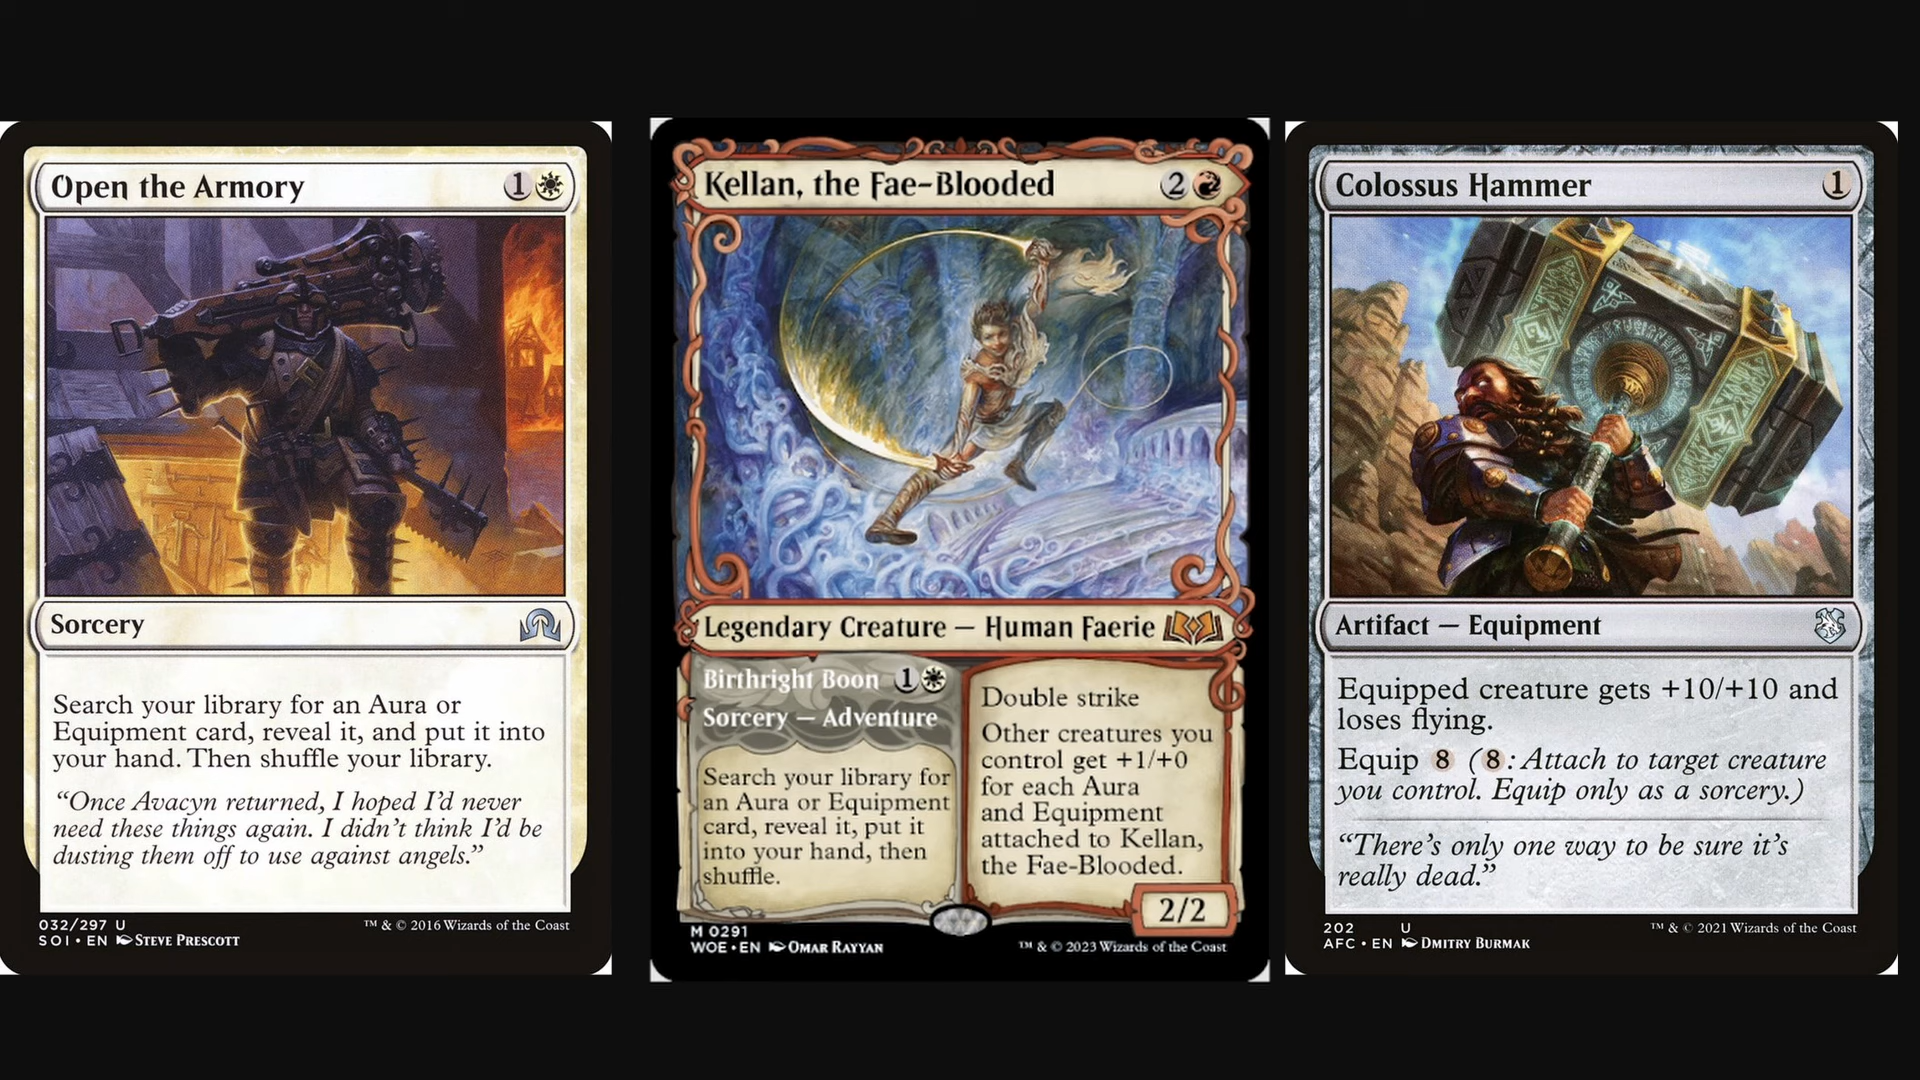 Open the Armory 1
Sorcery
Search your library for an Aura or
Equipment card, reveal it, and put it into
your hand. Then shuffle your library.
“Once Avacyn returned, I hoped I’d never
need these things again. I didn’t think I’d be
dusting them off to use against angels.”
032/297 U
SOI • EN STEVE PRESCOTT
™ & © 2016 Wizards of the Coast
Kellan, the Fae-Blooded 2
Legendary Creature — Human Faerie
Birthright Boon 1
Sorcery — Adventure
Search your library for
an Aura or Equipment
card, reveal it, put it
into your hand, then
shuffle.
Double strike
Other creatures you
control get +1/+0
for each Aura
and Equipment
attached to Kellan,
the Fae-Blooded.
2/2
M 0291
WOE • EN OMAR RAYYAN
™ & © 2023 Wizards of the Coast
Colossus Hammer 1
Artifact — Equipment
Equipped creature gets +10/+10 and
loses flying.
Equip 8 (8: Attach to target creature
you control. Equip only as a sorcery.)
“There’s only one way to be sure it’s
really dead.”
202 U
AFC • EN DMITRY BURMAK
™ & © 2021 Wizards of the Coast